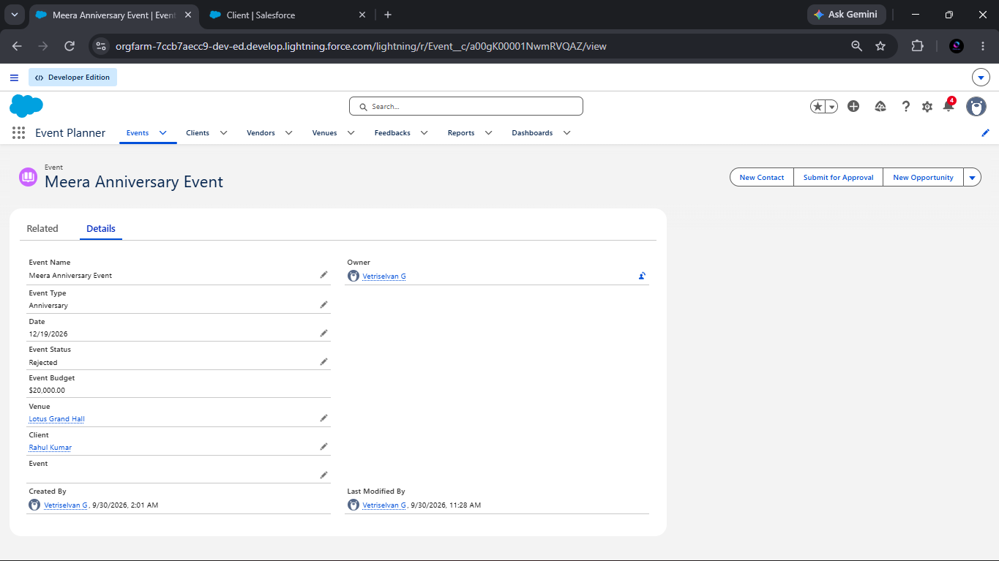 Meera Anniversary Event | Event
Client | Salesforce
Ask Gemini
orgfarm-7ccb7aecc9-dev-ed.develop.lightning.force.com/lightning/r/Event__c/a00gK00001NwmRVQAZ/view
Developer Edition
Search...
4
Event Planner
Events
Clients
Vendors
Venues
Feedbacks
Reports
Dashboards
Event
Meera Anniversary Event
New Contact
Submit for Approval
New Opportunity
Related
Details
Event Name
Meera Anniversary Event
Owner
Vetriselvan G
Event Type
Anniversary
Date
12/19/2026
Event Status
Rejected
Event Budget
$20,000.00
Venue
Lotus Grand Hall
Client
Rahul Kumar
Event
Created By
Vetriselvan G, 9/30/2026, 2:01 AM
Last Modified By
Vetriselvan G, 9/30/2026, 11:28 AM